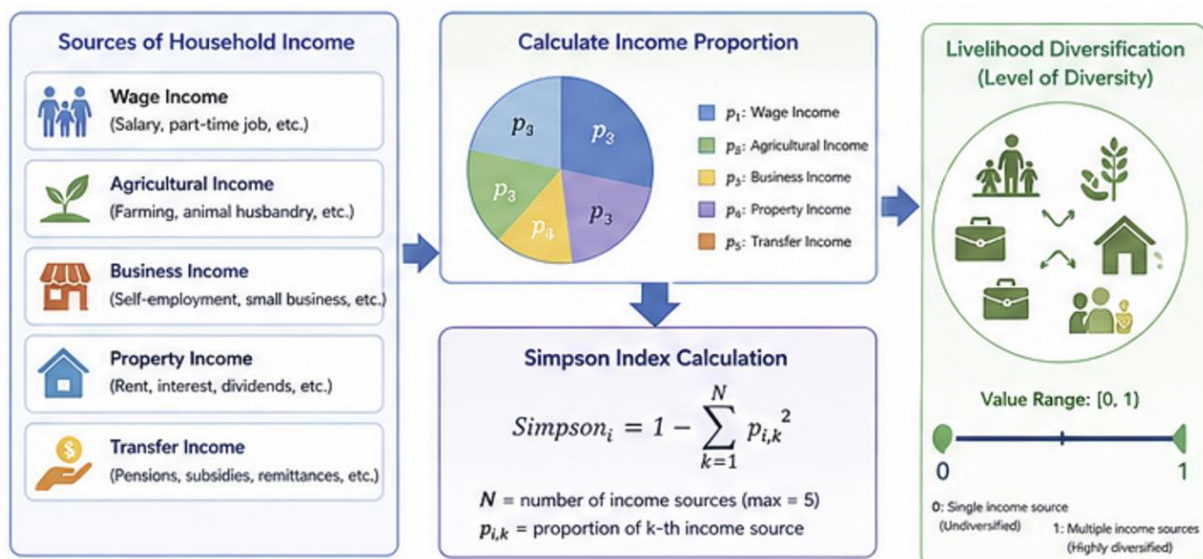 Sources of Household Income
Wage Income
(Salary, part-time job, etc.)
Agricultural Income
(Farming, animal husbandry, etc.)
Business Income
(Self-employment, small business, etc.)
Property Income
(Rent, interest, dividends, etc.)
Transfer Income
(Pensions, subsidies, remittances, etc.)
Calculate Income Proportion
p₃
p₃
p₃
p₃
p₃
p₁: Wage Income
p₈: Agricultural Income
p₃: Business Income
p₆: Property Income
p₅: Transfer Income
Simpson Index Calculation
Simpsonᵢ = 1 − ∑ₖ₌₁ᴺ pᵢ,ₖ²
N = number of income sources (max = 5)
pᵢ,ₖ = proportion of k-th income source
Livelihood Diversification
(Level of Diversity)
Value Range: [0, 1)
0 1
0: Single income source
(Undiversified)
1: Multiple income sources
(Highly diversified)